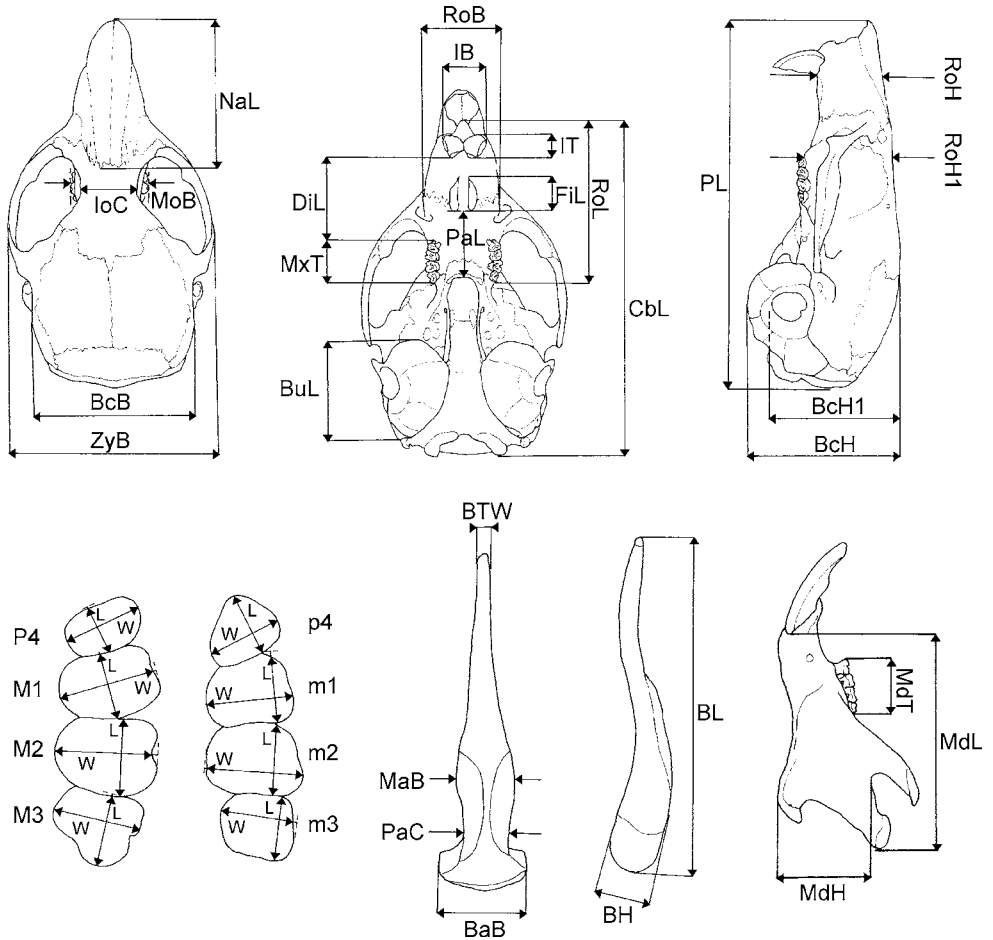 NaL
IoC
MoB
BcB
ZyB
RoB
IB
IT
DiL
FiL
RoL
PaL
MxT
CbL
BuL
RoH
RoH1
PL
BcH1
BcH
P4
L
W
M1
L
W
M2
L
W
M3
L
W
p4
L
W
m1
L
W
m2
L
W
m3
L
W
BTW
MaB
PaC
BaB
BL
BH
MdT
MdL
MdH